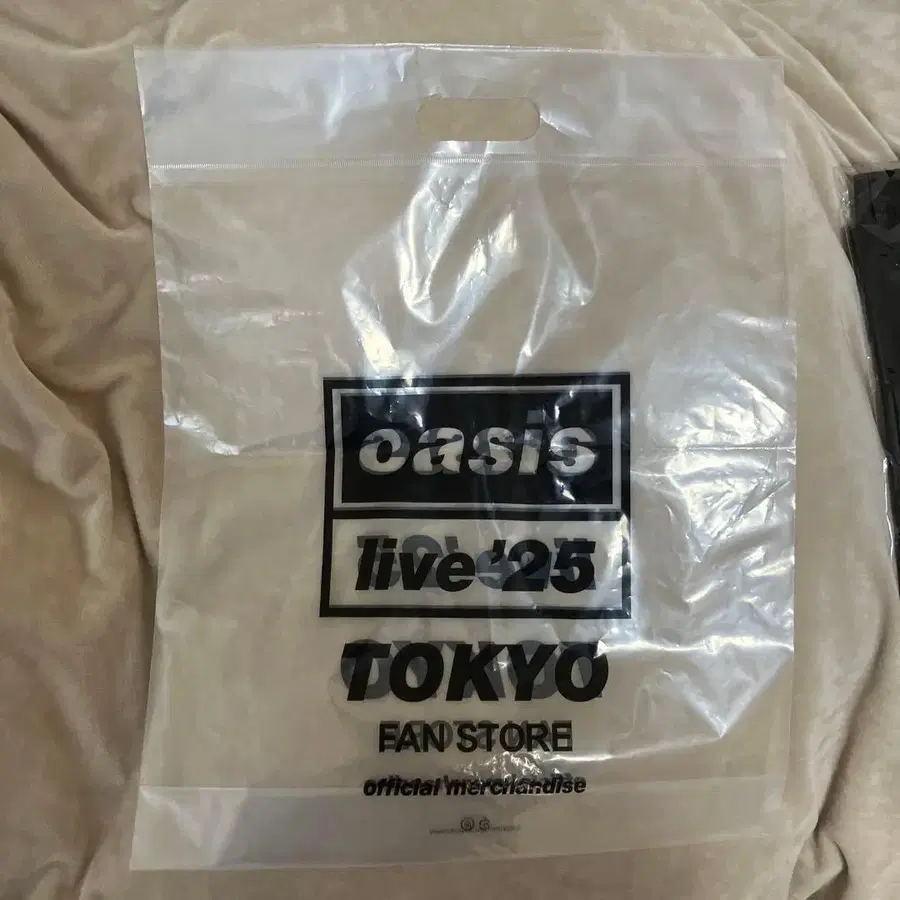 oasis
live '25
TOKYO
FAN STORE
official merchandise